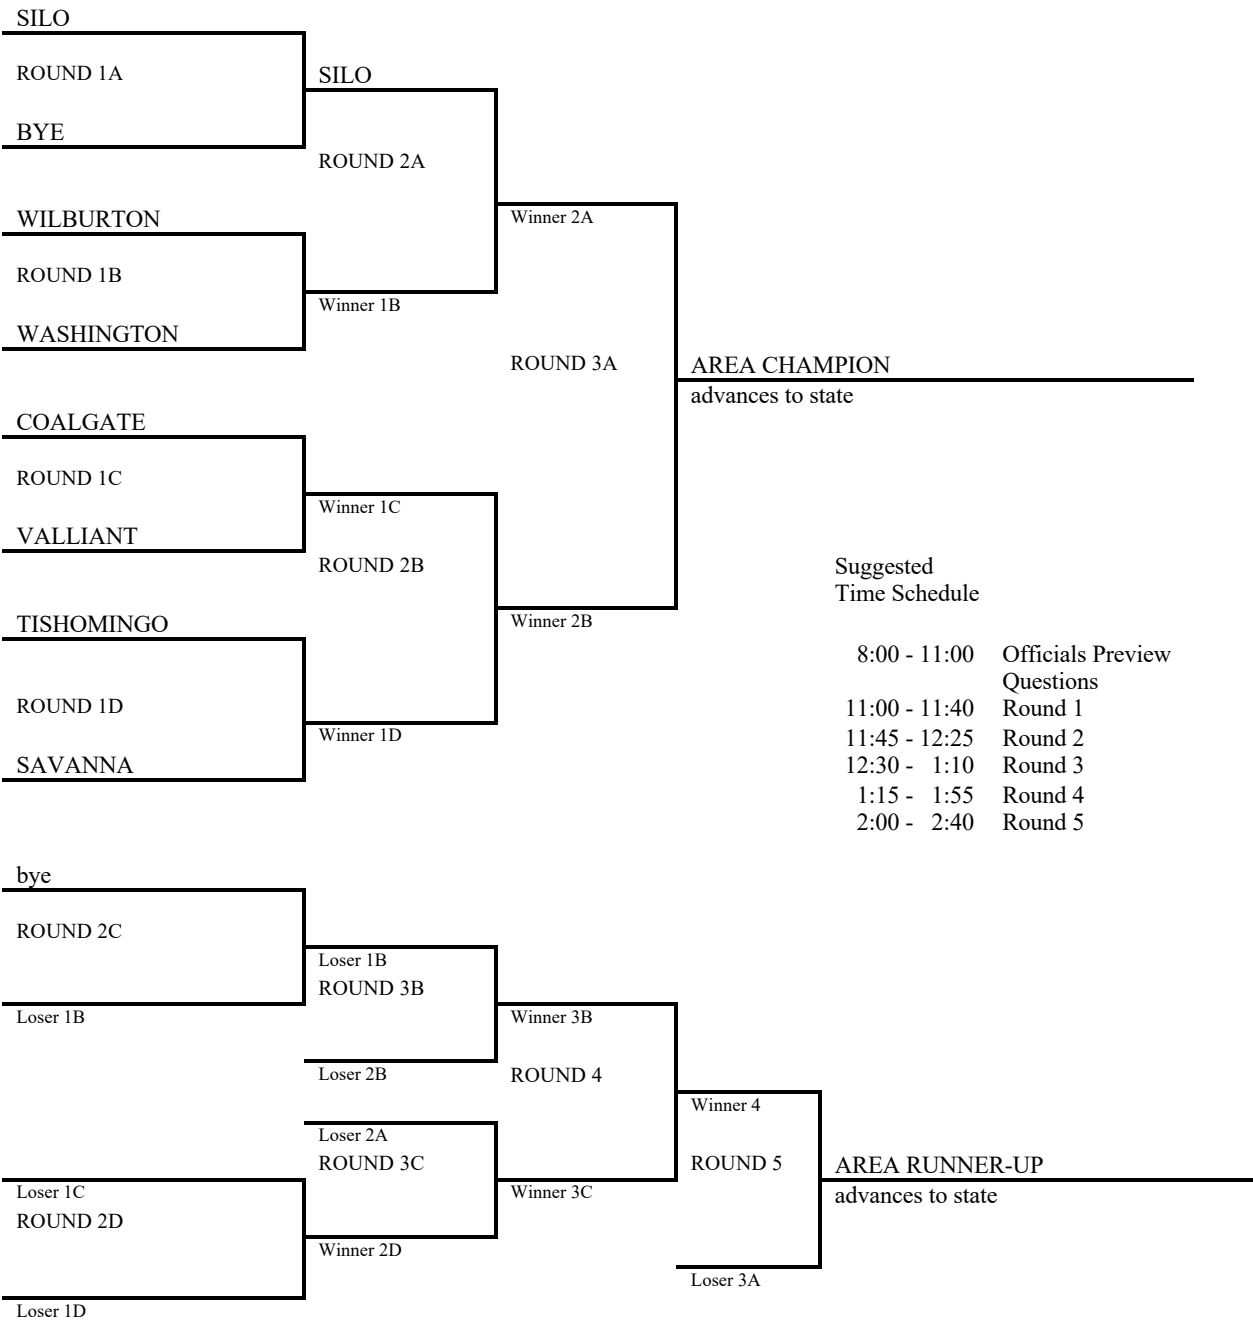 SILO
ROUND 1A
SILO
BYE
ROUND 2A
WILBURTON
Winner 2A
ROUND 1B
Winner 1B
WASHINGTON
ROUND 3A
AREA CHAMPION
advances to state
COALGATE
ROUND 1C
Winner 1C
VALLIANT
ROUND 2B
Suggested
Time Schedule
TISHOMINGO
Winner 2B
8:00 - 11:00 Officials Preview
Questions
ROUND 1D
11:00 - 11:40 Round 1
Winner 1D
11:45 - 12:25 Round 2
SAVANNA
12:30 - 1:10 Round 3
1:15 - 1:55 Round 4
2:00 - 2:40 Round 5
bye
ROUND 2C
Loser 1B
ROUND 3B
Loser 1B
Winner 3B
Loser 2B
ROUND 4
Winner 4
Loser 2A
ROUND 3C
ROUND 5
AREA RUNNER-UP
advances to state
Loser 1C
Winner 3C
ROUND 2D
Winner 2D
Loser 3A
Loser 1D